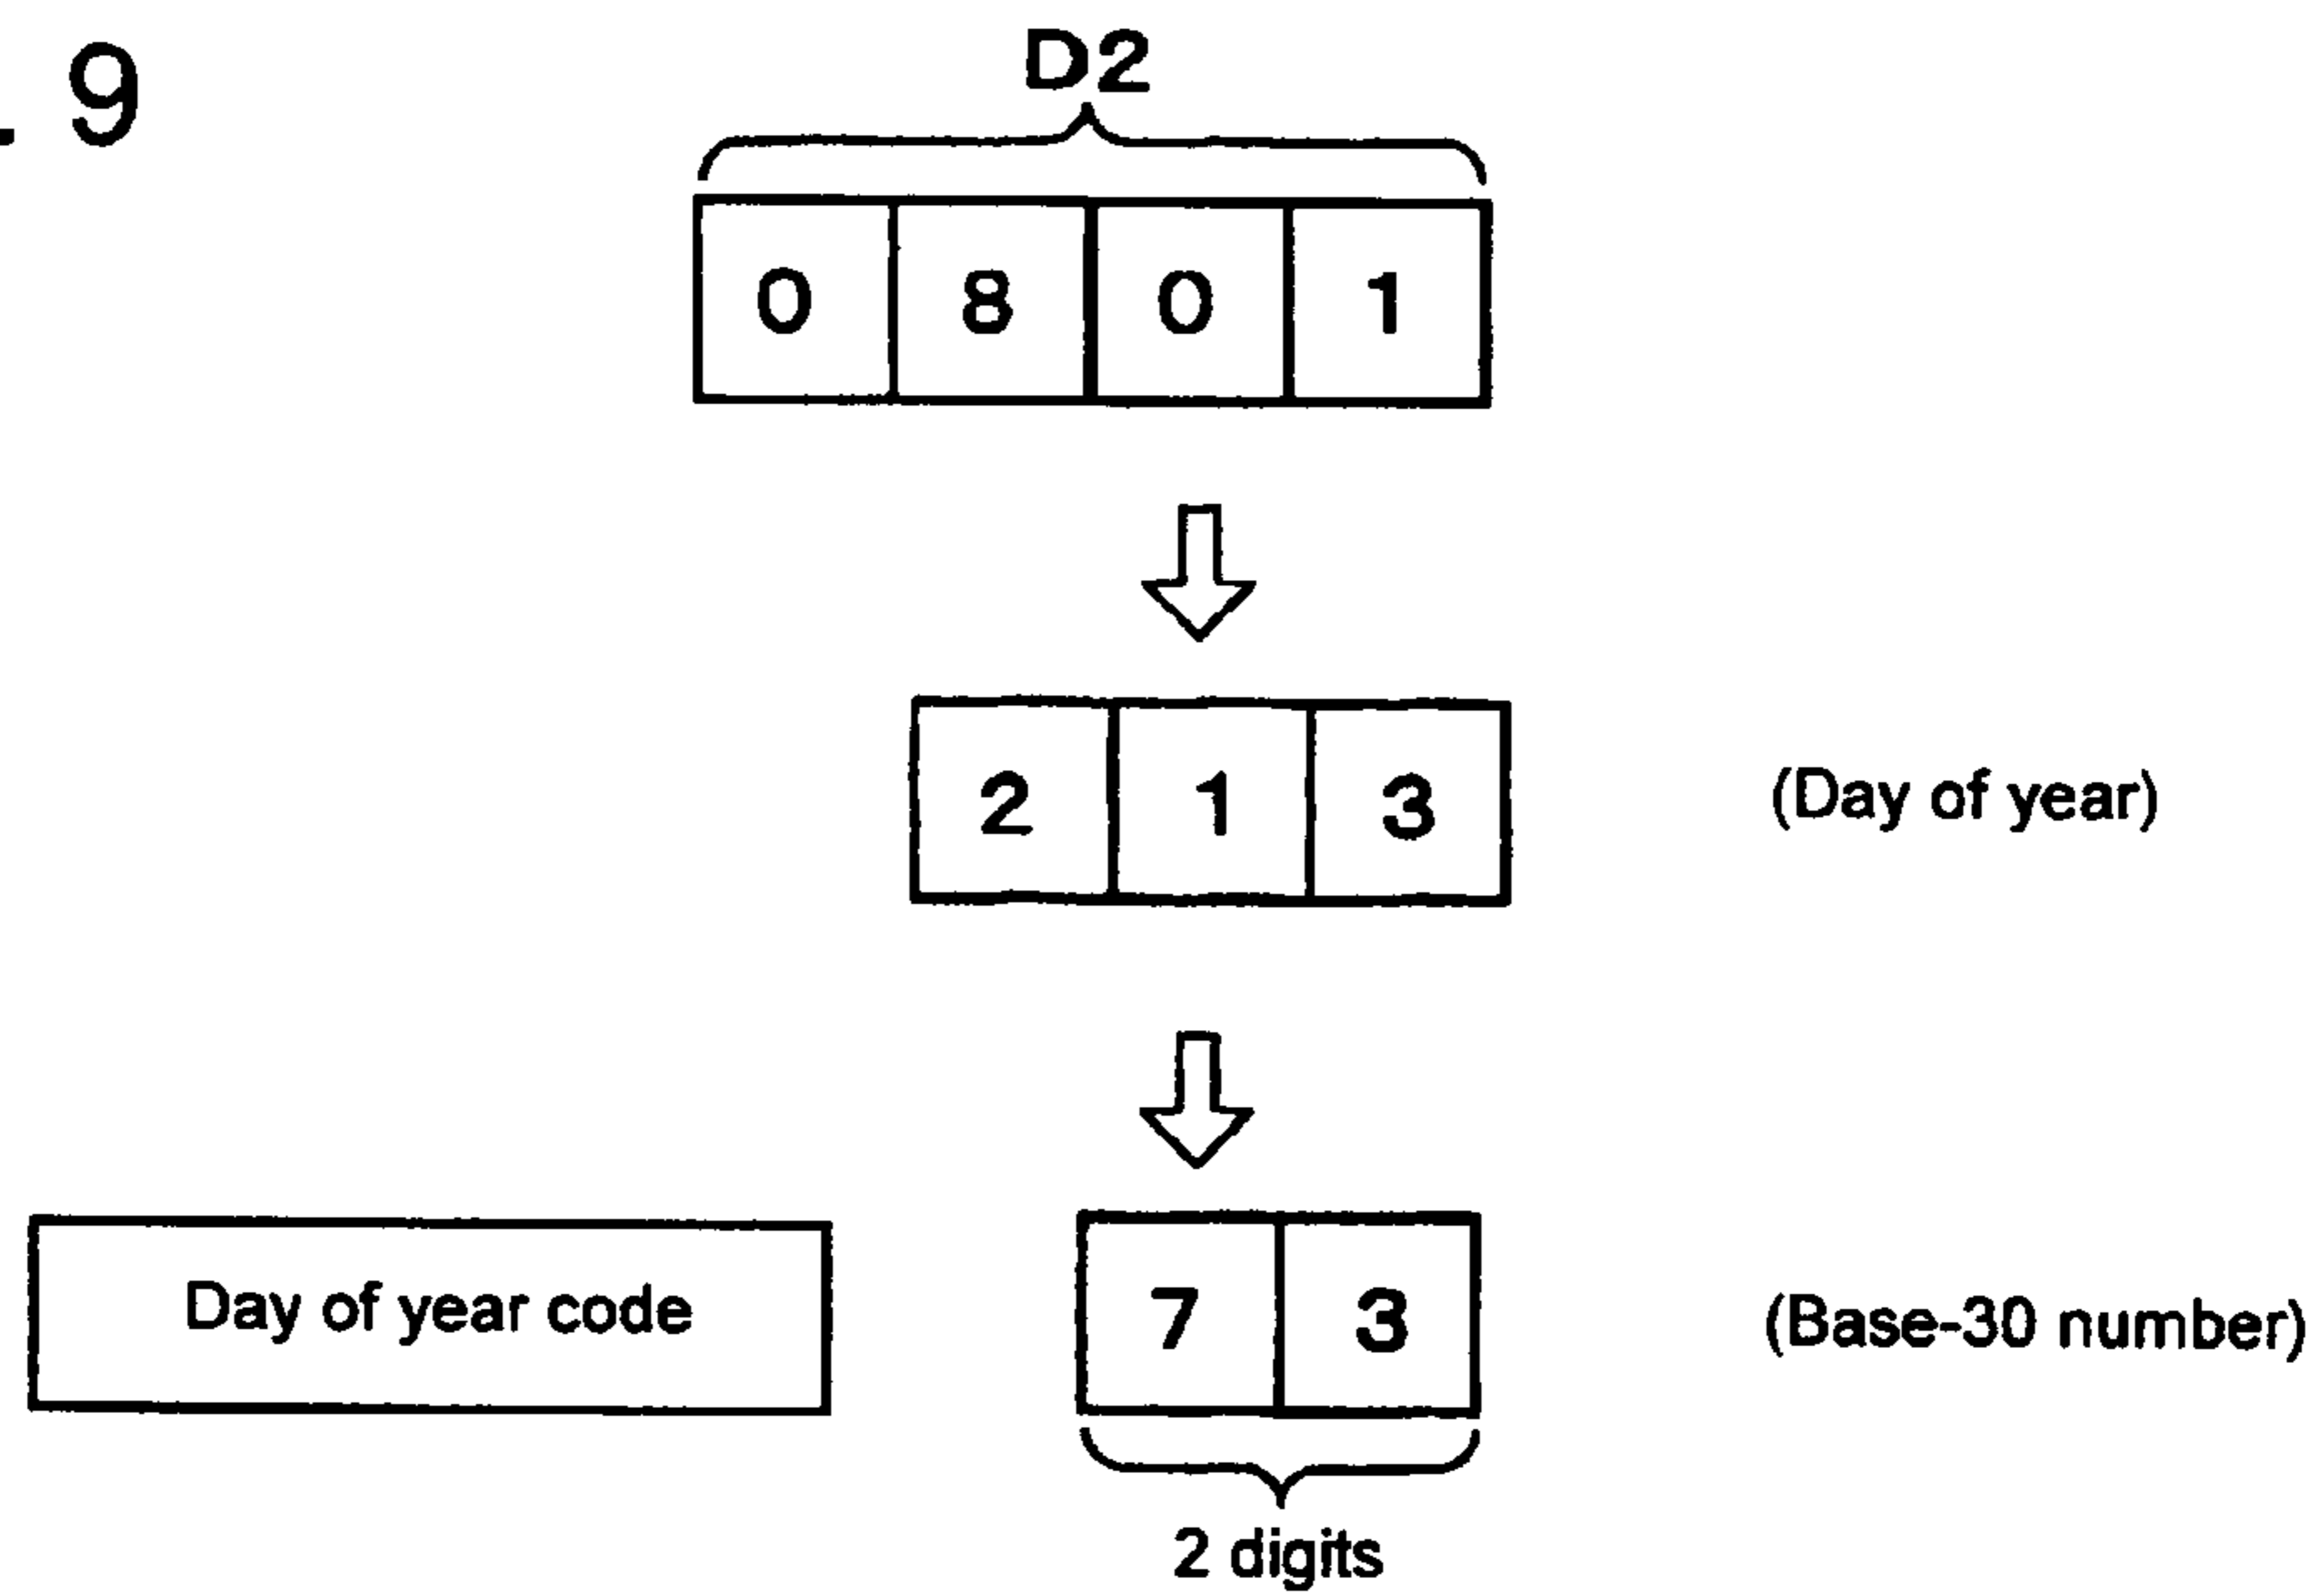 . 9
D2
0 8 0 1
2 1 3 (Day of year)
Day of year code 7 3 (Base-30 number)
2 digits